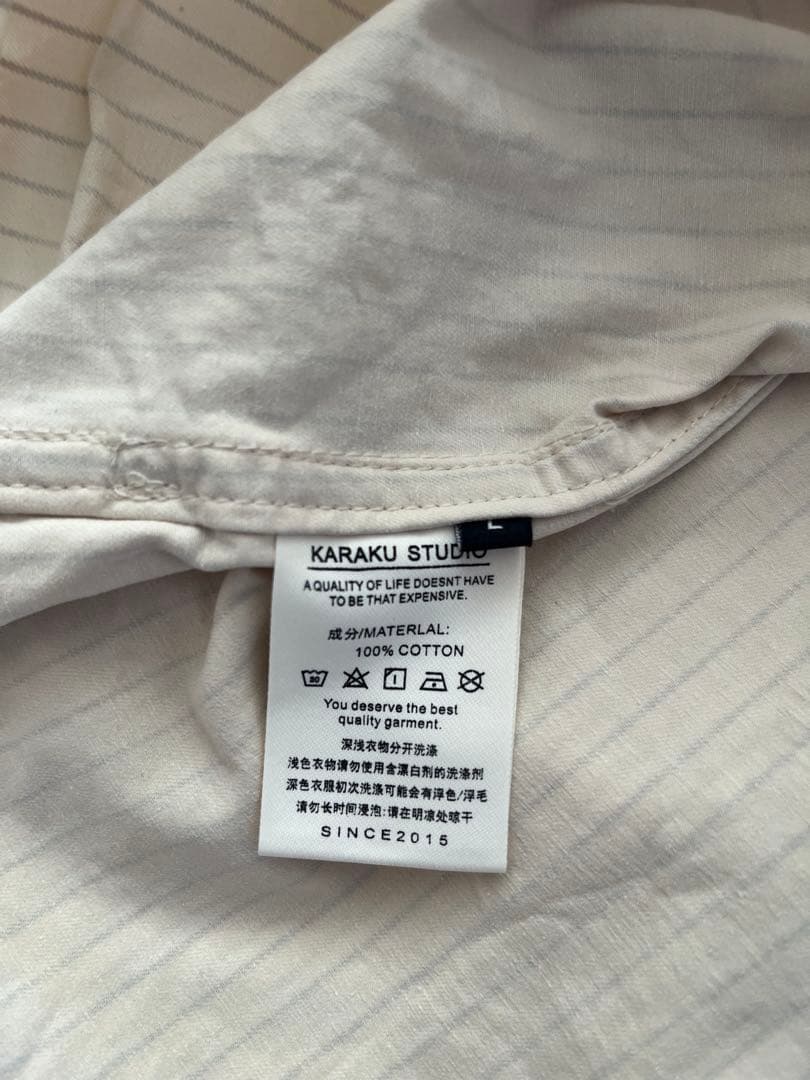 L
KARAKU STUDIO
A QUALITY OF LIFE DOESNT HAVE
TO BE THAT EXPENSIVE.
成分/MATERLAL:
100% COTTON
30
You deserve the best
quality garment.
深浅衣物分开洗涤
浅色衣物请勿使用含漂白剂的洗涤剂
深色衣服初次洗涤可能会有浮色/浮毛
请勿长时间浸泡:请在明凉处晾干
SINCE2015